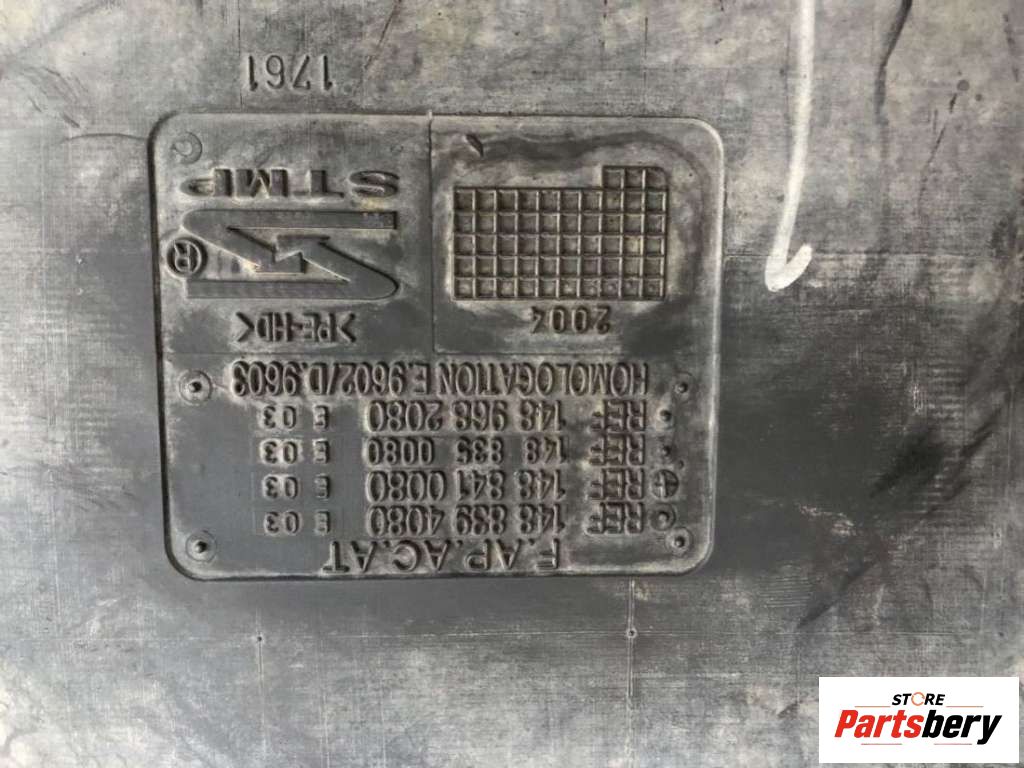 F.AP.AC.AT
REF 148 839 4080 E 03
REF 148 841 0080 E 03
REF 148 835 0080 E 03
REF 148 968 2080 E 03
HOMOLOGATION E.9602/D.9603
2004
>PE-HD<
®
STMP
1761
STORE
Partsbery